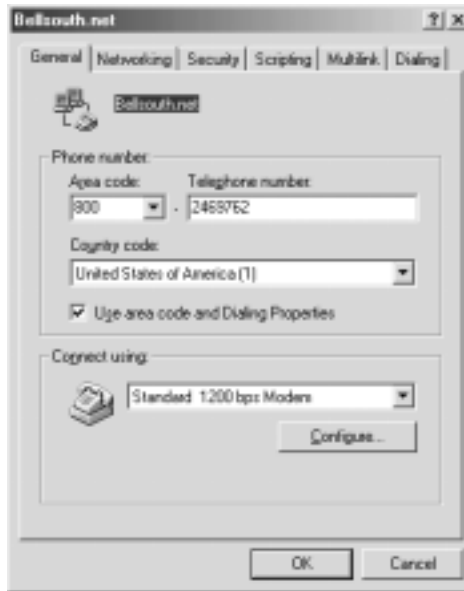 Bellsouth.net
General Networking Security Scripting Multilink Dialing
Bellsouth.net
Phone number:
Area code: Telephone number:
800 - 2469762
Country code:
United States of America (1)
Use area code and Dialing Properties
Connect using:
Standard 1200 bps Modem
Configure...
OK Cancel